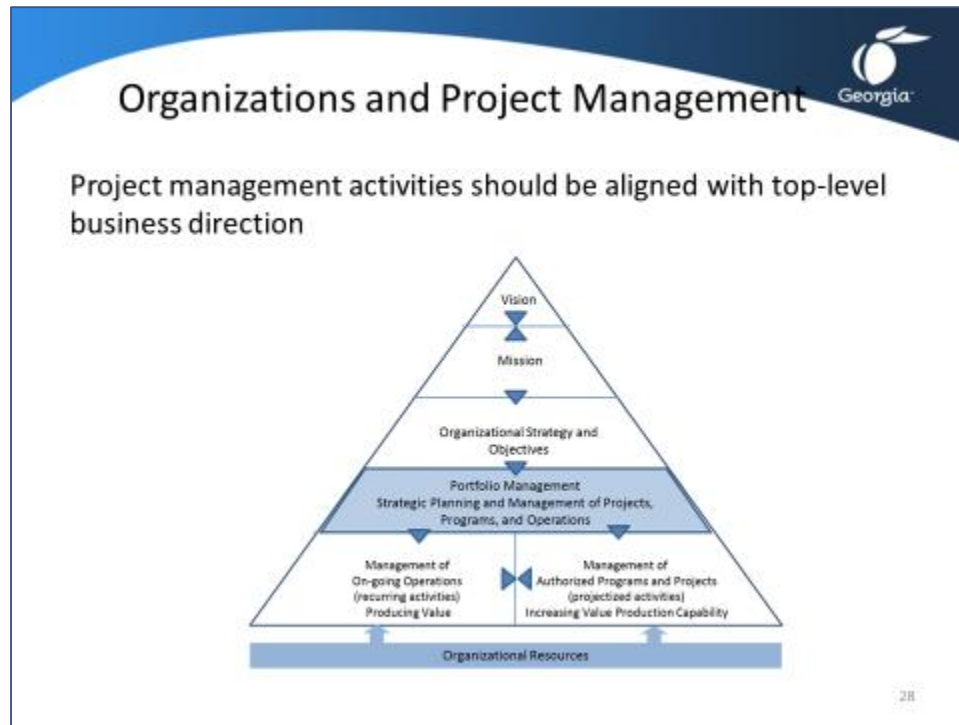 Georgia
Organizations and Project Management
Project management activities should be aligned with top-level
business direction
Vision
Mission
Organizational Strategy and
Objectives
Portfolio Management
Strategic Planning and Management of Projects,
Programs, and Operations
Management of
On-going Operations
(recurring activities)
Producing Value
Management of
Authorized Programs and Projects
(projectized activities)
Increasing Value Production Capability
Organizational Resources
28